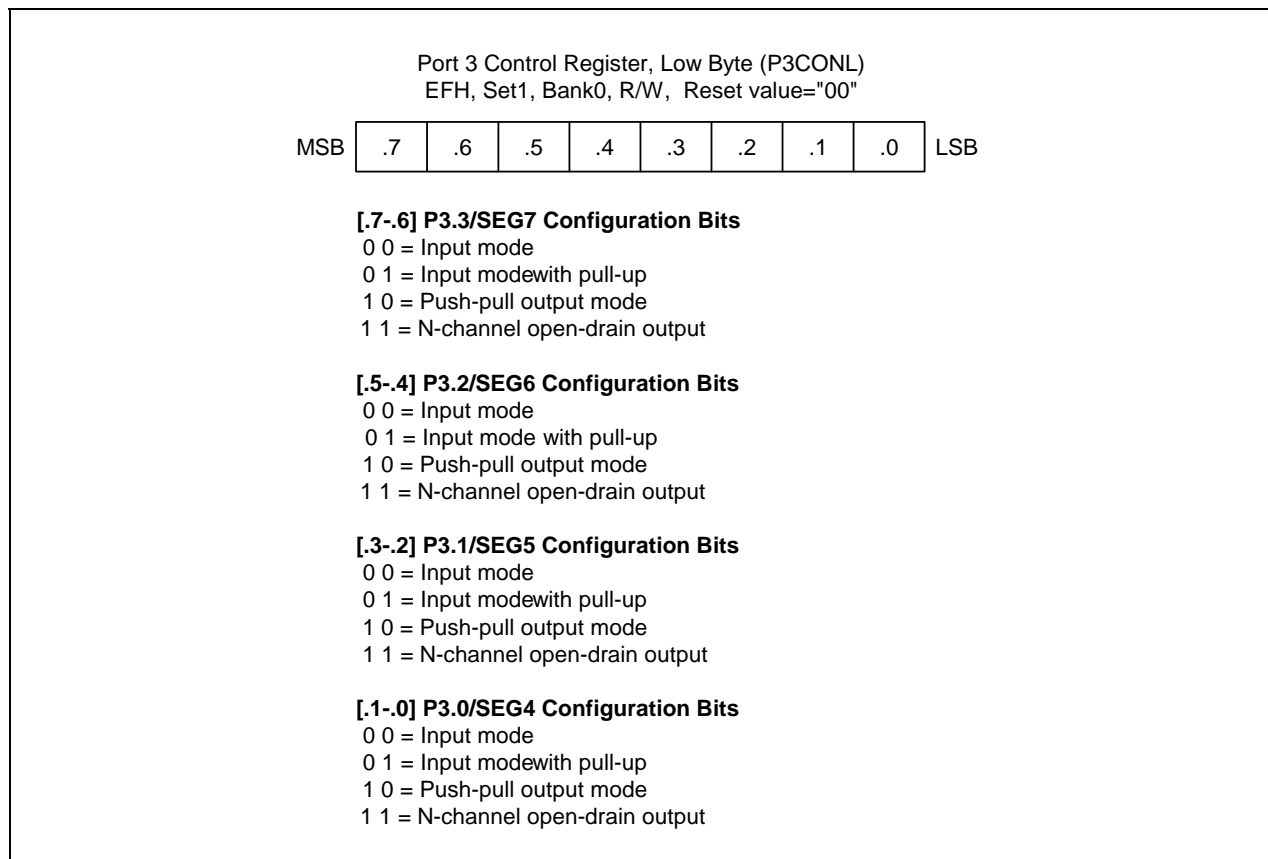 Port 3 Control Register, Low Byte (P3CONL)
EFH, Set1, Bank0, R/W, Reset value="00"
MSB .7 .6 .5 .4 .3 .2 .1 .0 LSB
[.7-.6] P3.3/SEG7 Configuration Bits
0 0 = Input mode
0 1 = Input modewith pull-up
1 0 = Push-pull output mode
1 1 = N-channel open-drain output
[.5-.4] P3.2/SEG6 Configuration Bits
0 0 = Input mode
0 1 = Input mode with pull-up
1 0 = Push-pull output mode
1 1 = N-channel open-drain output
[.3-.2] P3.1/SEG5 Configuration Bits
0 0 = Input mode
0 1 = Input modewith pull-up
1 0 = Push-pull output mode
1 1 = N-channel open-drain output
[.1-.0] P3.0/SEG4 Configuration Bits
0 0 = Input mode
0 1 = Input modewith pull-up
1 0 = Push-pull output mode
1 1 = N-channel open-drain output